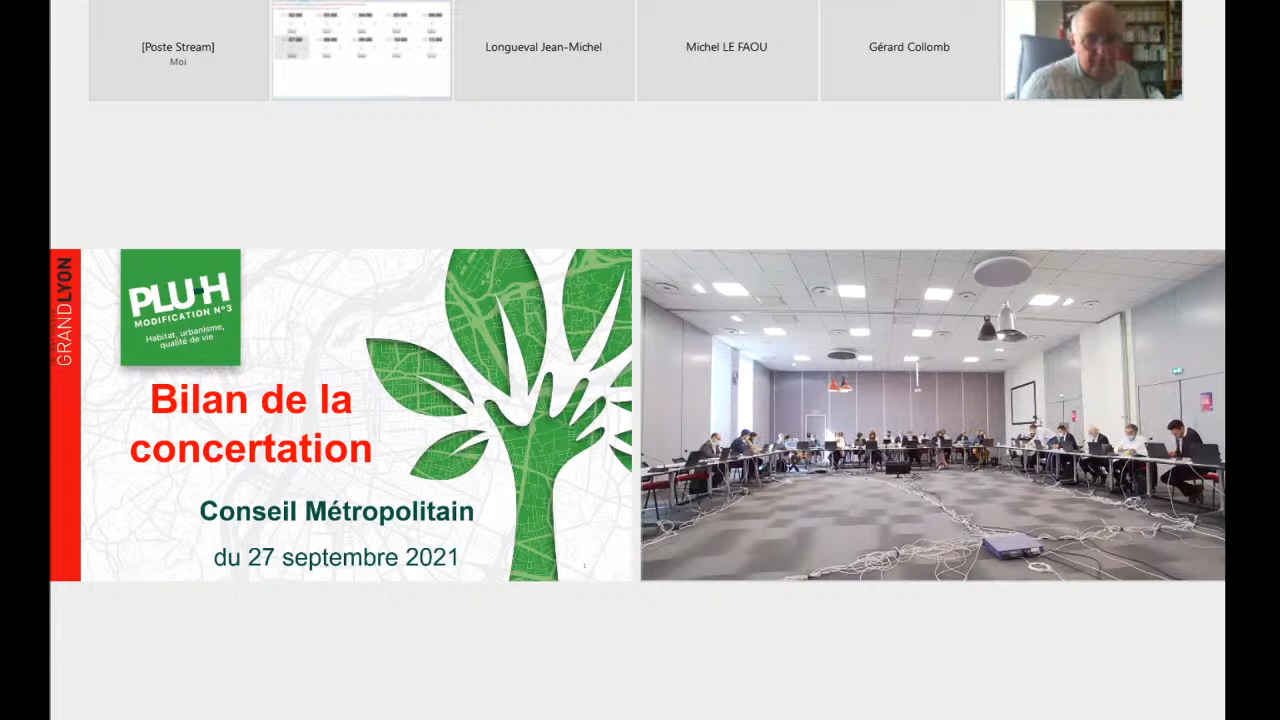 [Poste Stream]
Moi
Longueval Jean-Michel
Michel LE FAOU
Gérard Collomb
GRANDLYON
PLU-H
MODIFICATION N°3
Habitat, urbanisme,
qualité de vie
Bilan de la
concertation
Conseil Métropolitain
du 27 septembre 2021
1